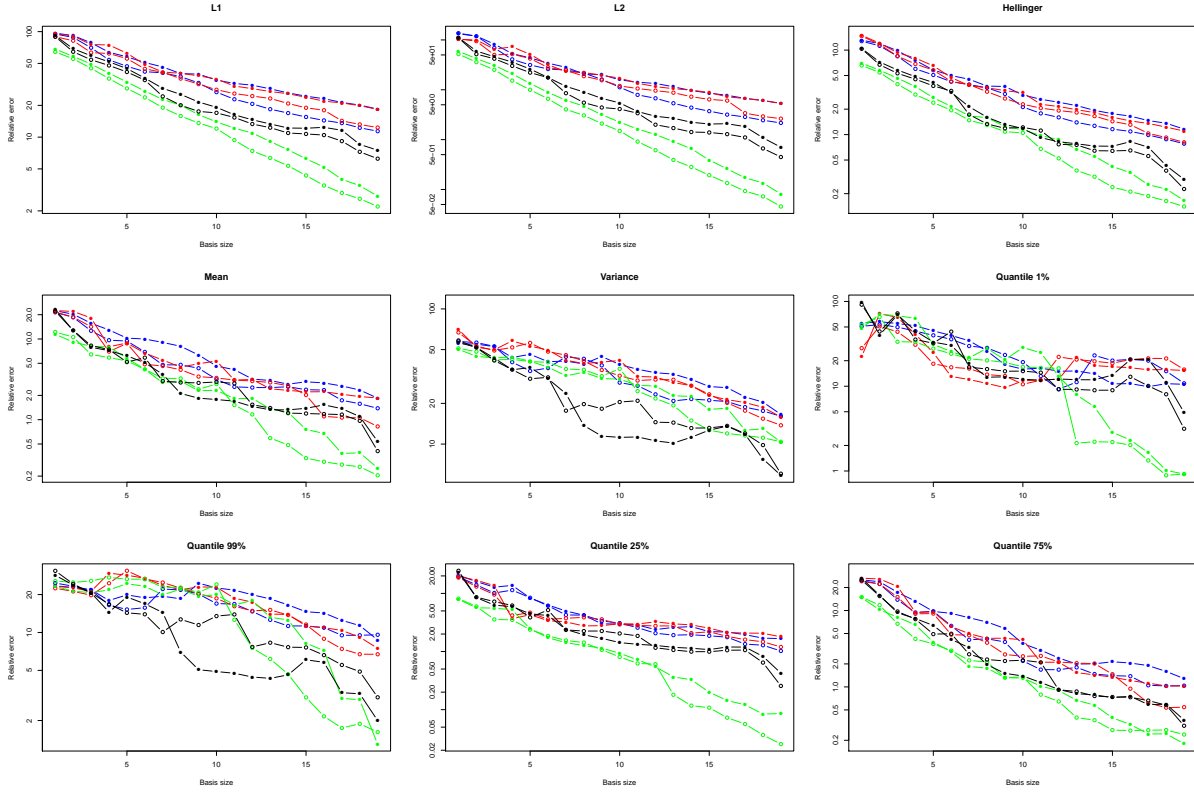 L1
Relative error
100
50
20
10
5
2
5
10
15
Basis size
L2
Relative error
5e+01
5e+00
5e-01
5e-02
5
10
15
Basis size
Hellinger
Relative error
10.0
5.0
2.0
1.0
0.5
0.2
5
10
15
Basis size
Mean
Relative error
20.0
10.0
5.0
2.0
1.0
0.5
0.2
5
10
15
Basis size
Variance
Relative error
100
50
20
10
5
10
15
Basis size
Quantile 1%
Relative error
100
50
20
10
5
2
1
5
10
15
Basis size
Quantile 99%
Relative error
20
10
5
2
5
10
15
Basis size
Quantile 25%
Relative error
20.00
5.00
2.00
0.50
0.20
0.05
0.02
5
10
15
Basis size
Quantile 75%
Relative error
20.0
10.0
5.0
2.0
1.0
0.5
0.2
5
10
15
Basis size